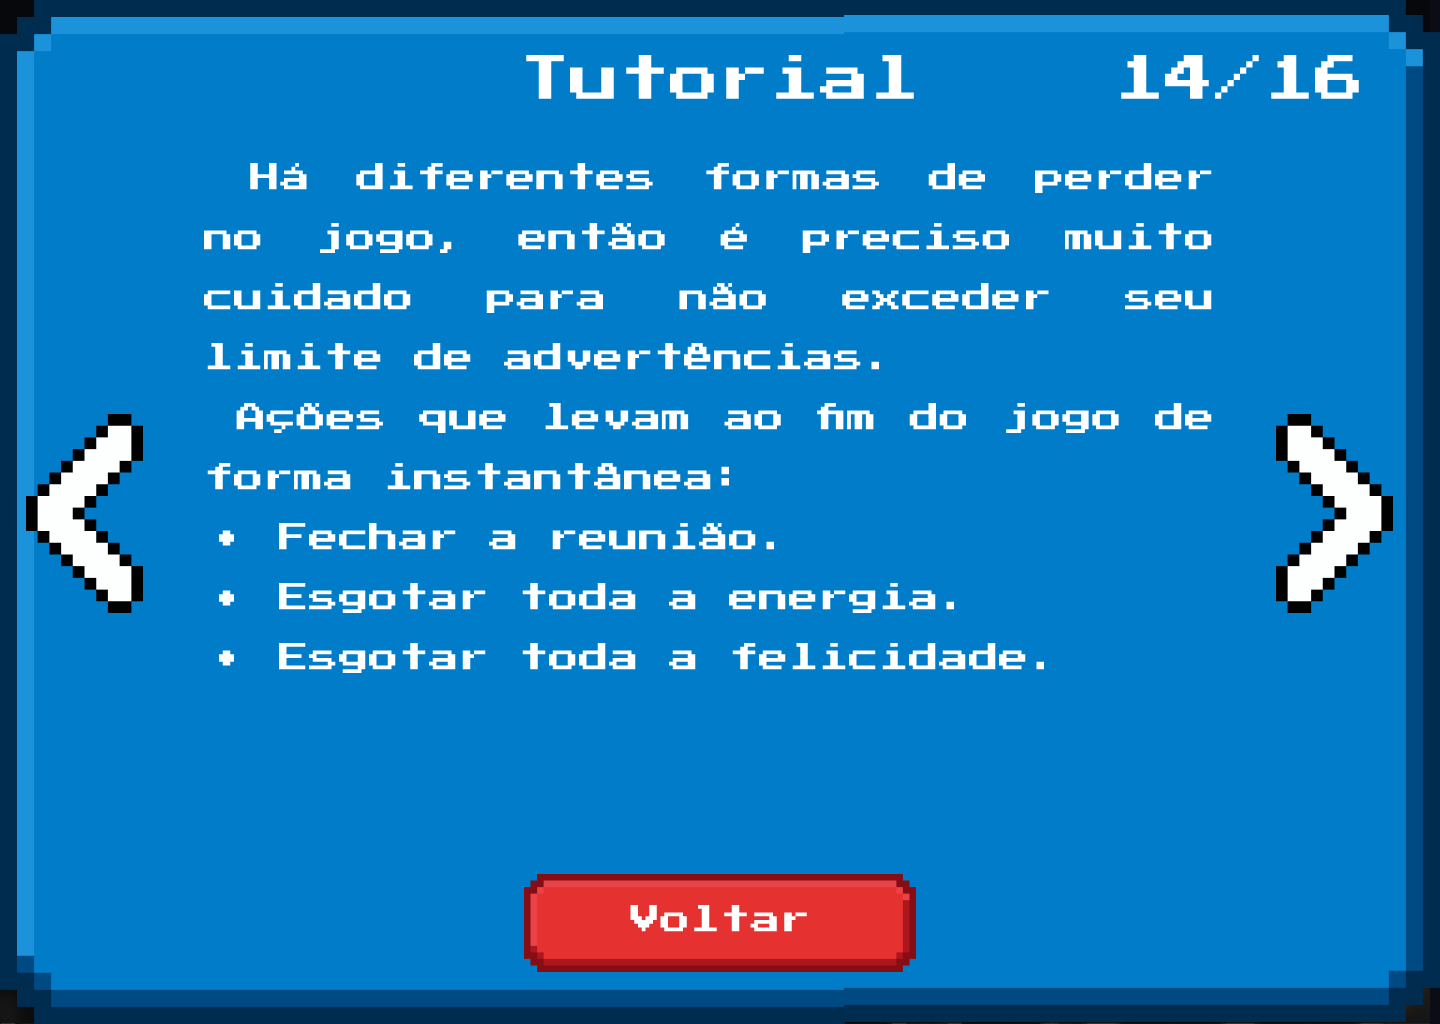 Tutorial 14/16
Há diferentes formas de perder
no jogo, então é preciso muito
cuidado para não exceder seu
limite de advertências.
Ações que levam ao fim do jogo de
forma instantânea:
• Fechar a reunião.
• Esgotar toda a energia.
• Esgotar toda a felicidade.
Voltar